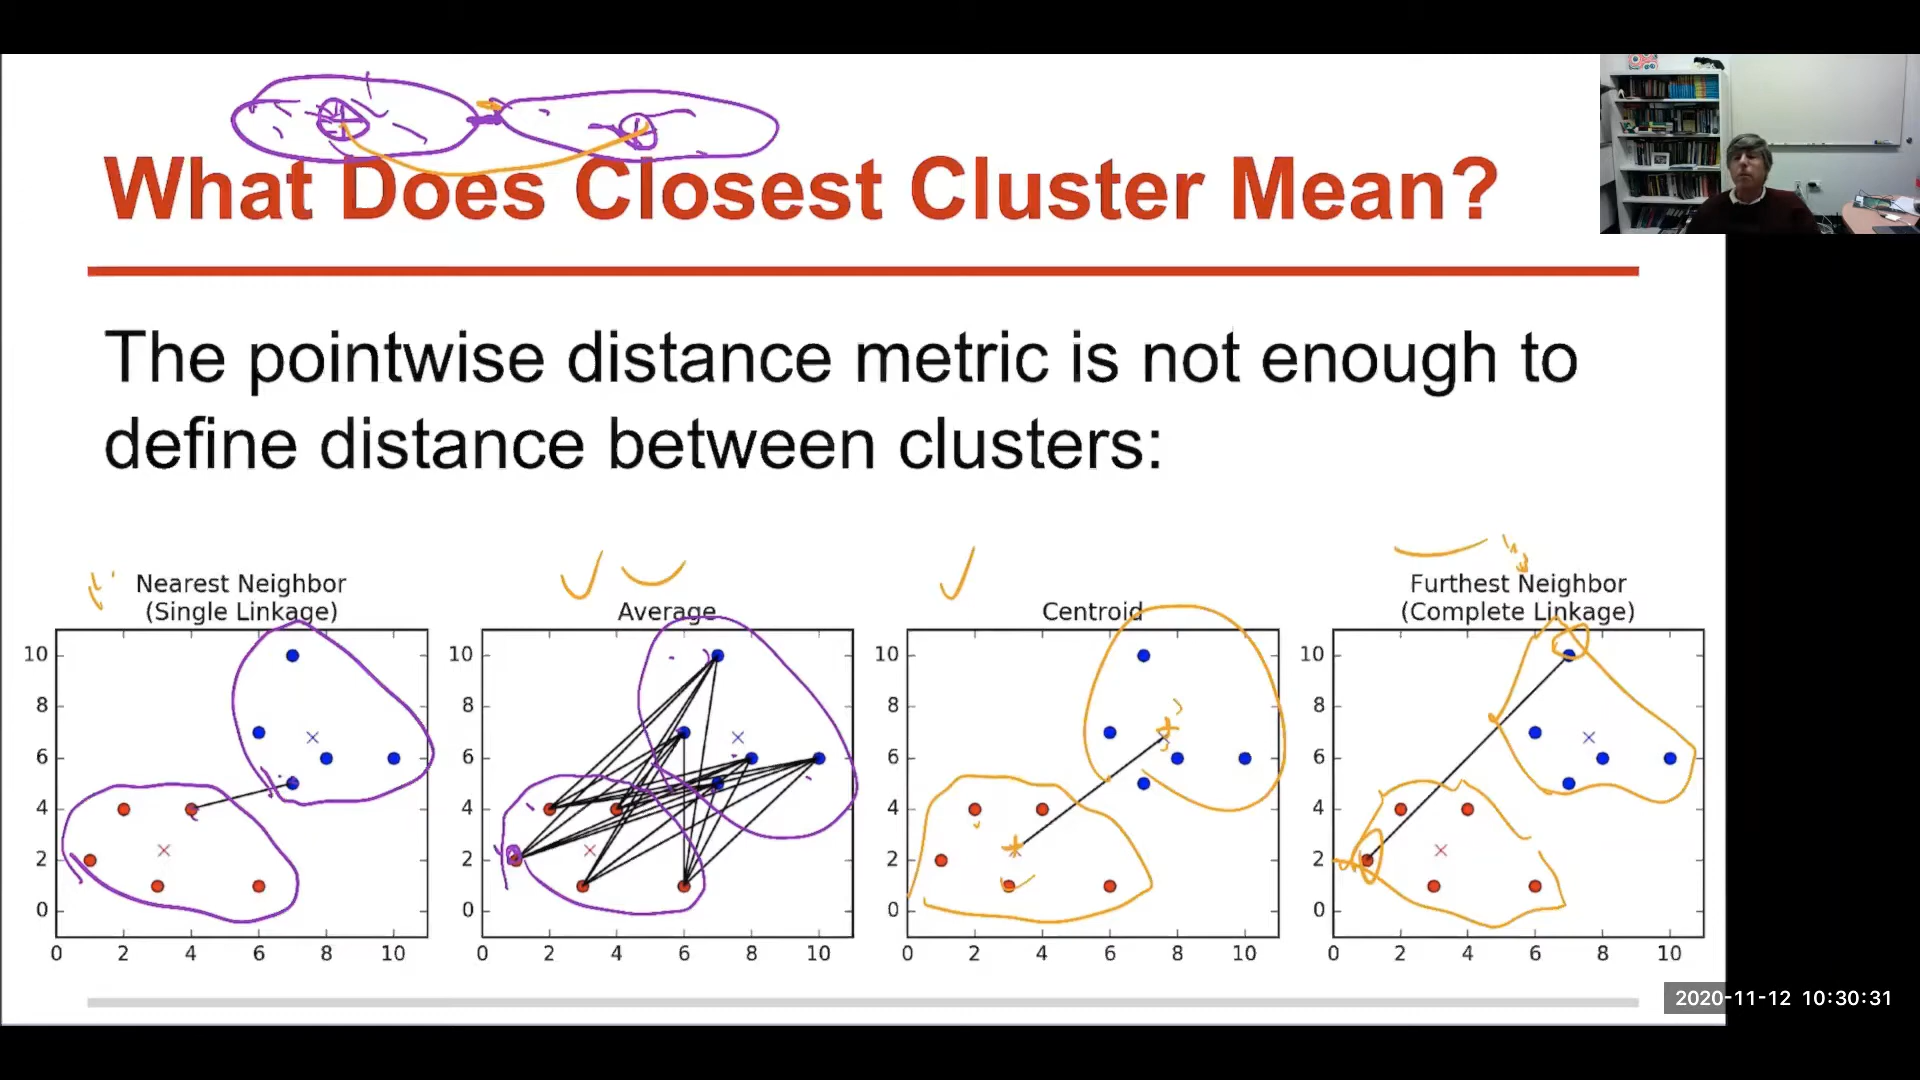 What Does Closest Cluster Mean?
The pointwise distance metric is not enough to
define distance between clusters:
Nearest Neighbor
(Single Linkage)
10
8
6
4
2
0
0 2 4 6 8 10
Average
10
8
6
4
2
0
0 2 4 6 8 10
Centroid
10
8
6
4
2
0
0 2 4 6 8 10
Furthest Neighbor
(Complete Linkage)
10
8
6
4
2
0
0 2 4 6 8 10
2020-11-12 10:30:31